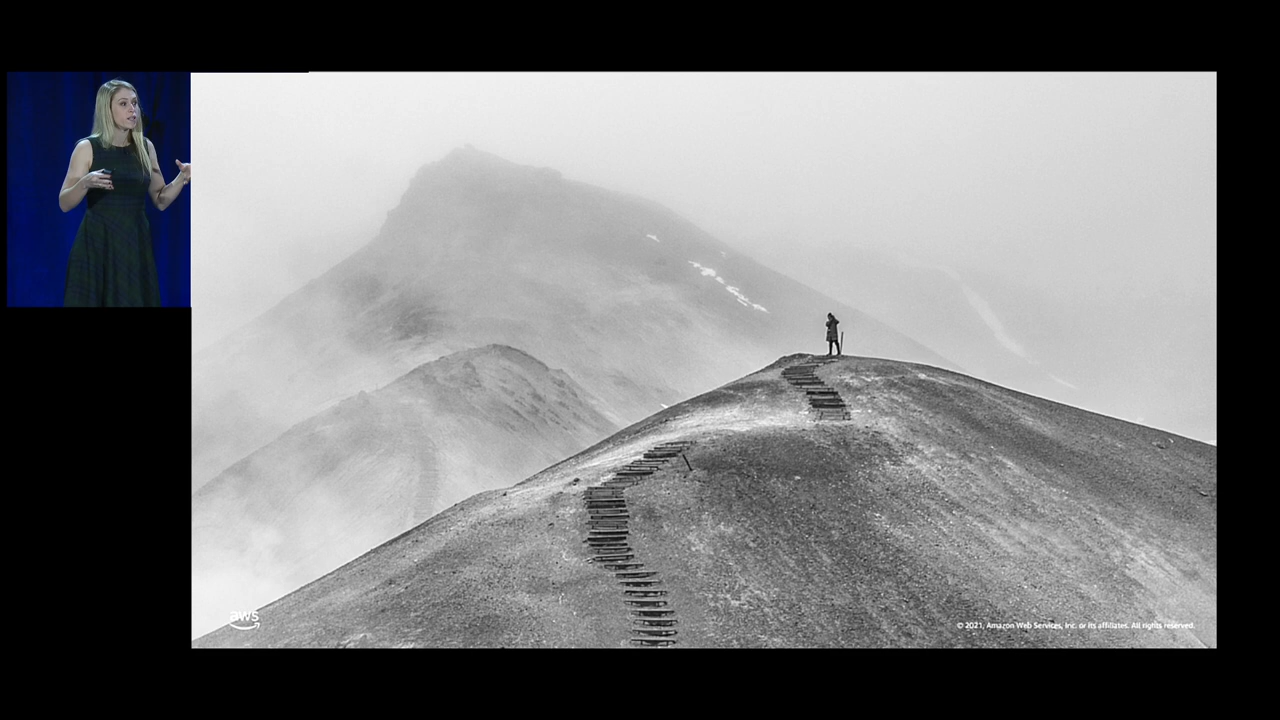 aws
© 2021, Amazon Web Services, Inc. or its affiliates. All rights reserved.